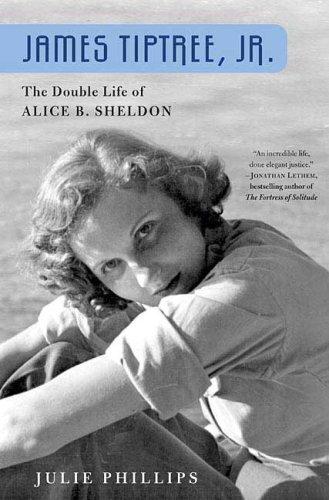 JAMES TIPTREE, JR.
The Double Life of
ALICE B. SHELDON
"An incredible life,
done elegant justice."
—JONATHAN LETHEM,
bestselling author of
The Fortress of Solitude
JULIE PHILLIPS